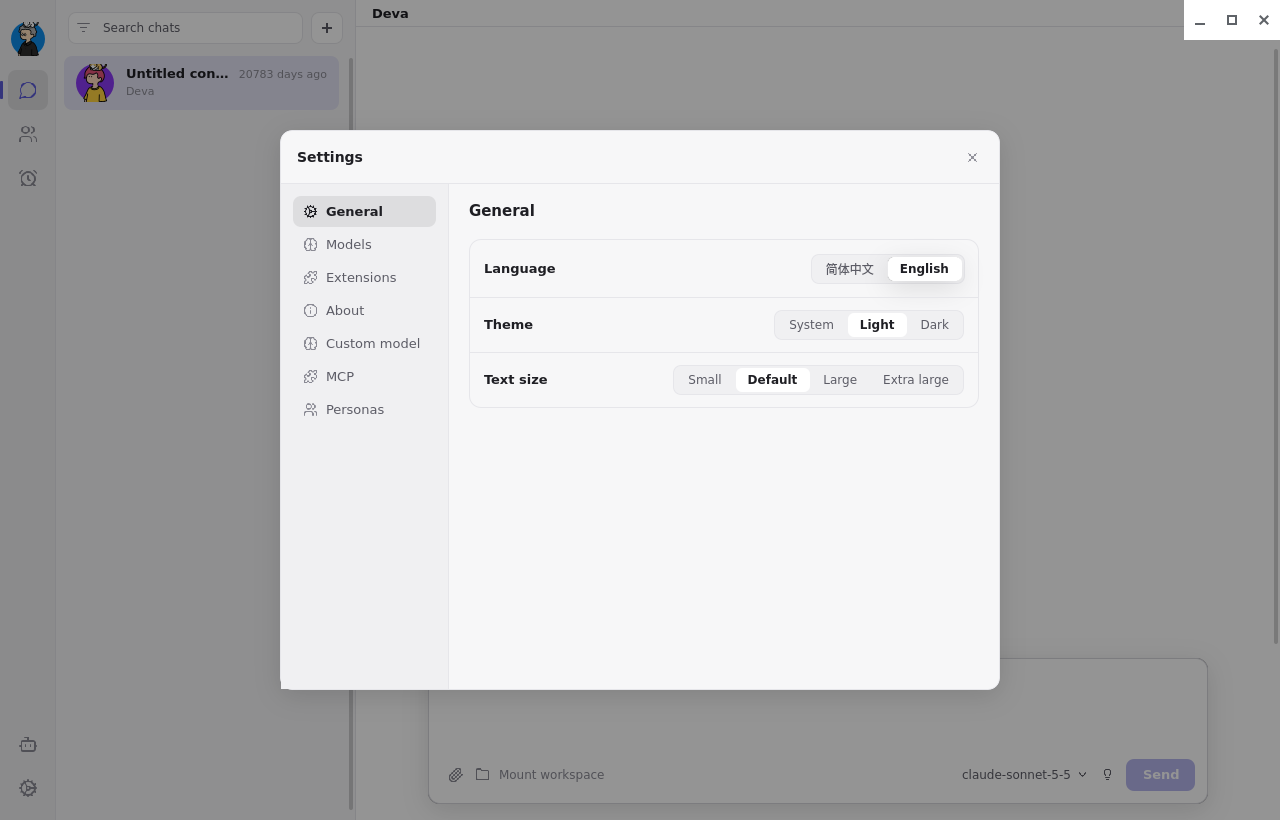 Deva
Search chats
Untitled con... 20783 days ago
Deva
Settings
General
Models
Extensions
About
Custom model
MCP
Personas
General
Language 简体中文 English
Theme System Light Dark
Text size Small Default Large Extra large
Mount workspace claude-sonnet-5-5 Send